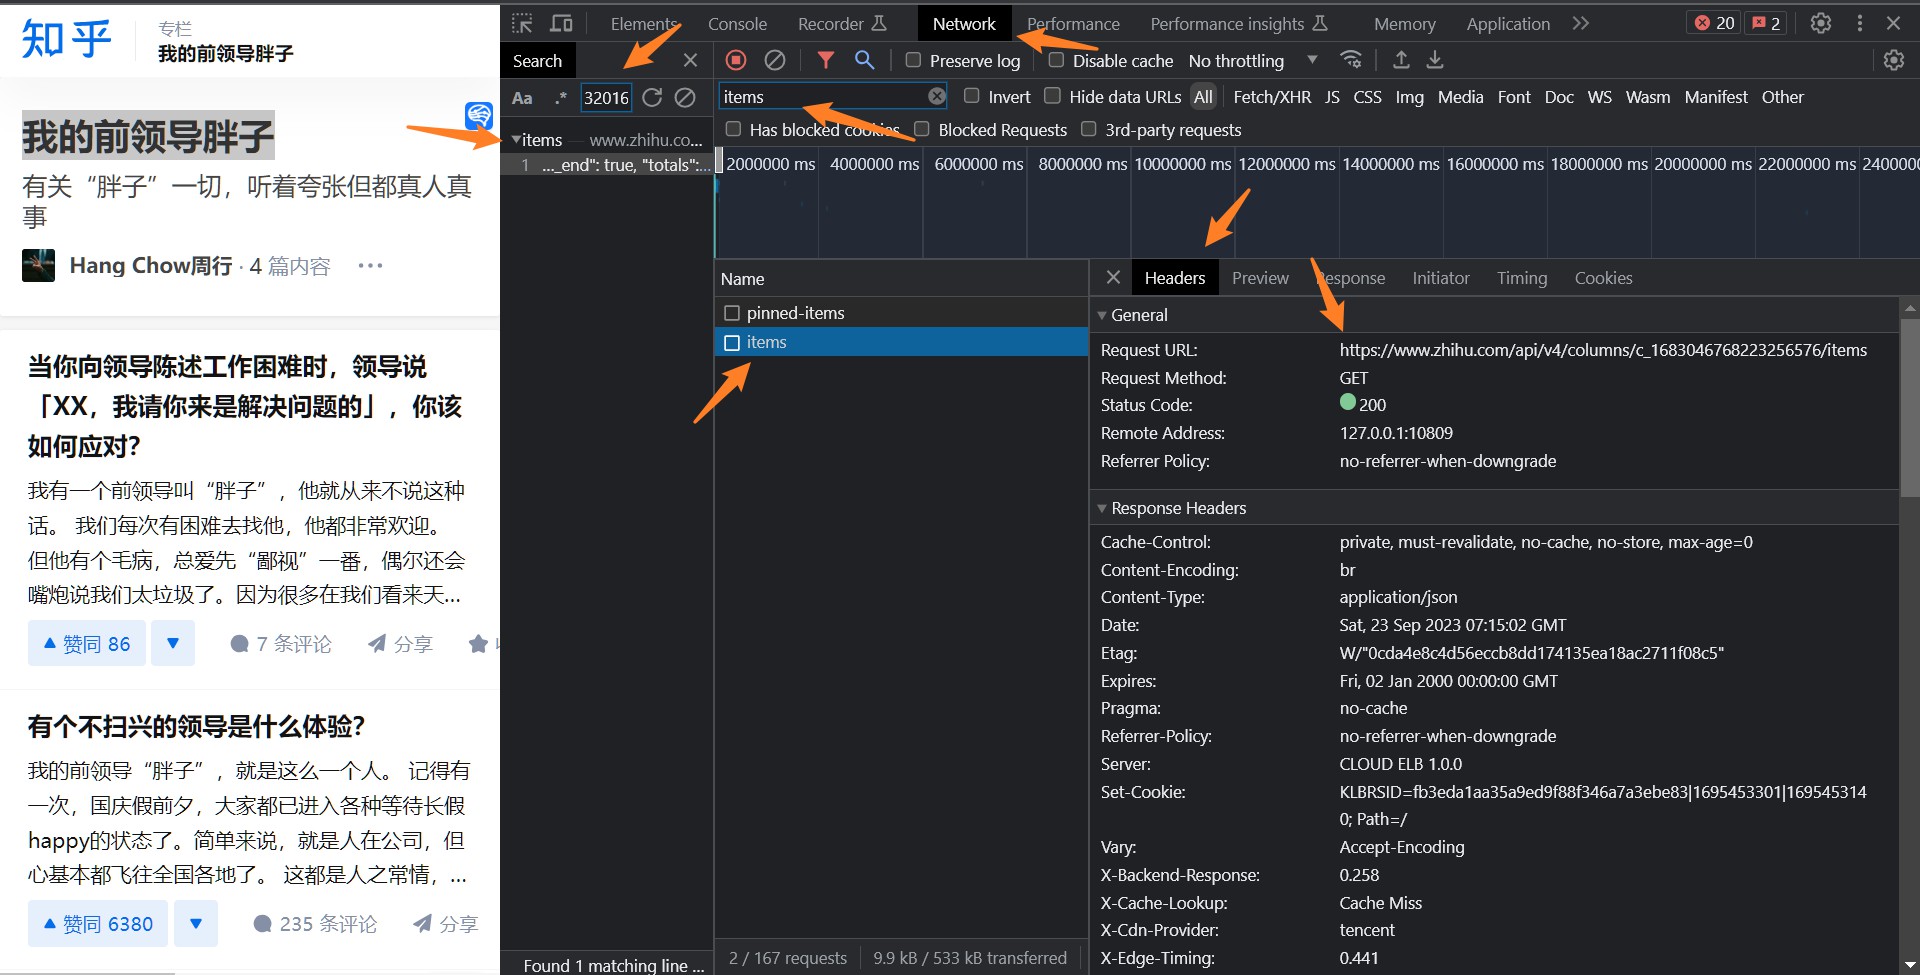 知乎
专栏
我的前领导胖子
我的前领导胖子
有关“胖子”一切，听着夸张但都真人真
事
Hang Chow周行 · 4 篇内容 ···
当你向领导陈述工作困难时，领导说
「XX，我请你来是解决问题的」，你该
如何应对？
我有一个前领导叫“胖子”，他就从来不说这种
话。 我们每次有困难去找他，他都非常欢迎。
但他有个毛病，总爱先“鄙视”一番，偶尔还会
嘴炮说我们太垃圾了。因为很多在我们看来天...
赞同 86
7 条评论
分享
有个不扫兴的领导是什么体验？
我的前领导“胖子”，就是这么一个人。 记得有
一次，国庆假前夕，大家都已进入各种等待长假
happy的状态了。简单来说，就是人在公司，但
心基本都飞往全国各地了。 这都是人之常情，...
赞同 6380
235 条评论
分享
Elements Console Recorder Network Performance Performance insights Memory Application 20 2
Search
Aa .* 32016
items www.zhihu.co...
1 ..._end": true, "totals":...
Found 1 matching line ...
Preserve log Disable cache No throttling
items Invert Hide data URLs All Fetch/XHR JS CSS Img Media Font Doc WS Wasm Manifest Other
Has blocked cookies Blocked Requests 3rd-party requests
2000000 ms 4000000 ms 6000000 ms 8000000 ms 10000000 ms 12000000 ms 14000000 ms 16000000 ms 18000000 ms 20000000 ms 22000000 ms 2400000
Name
pinned-items
items
2 / 167 requests 9.9 kB / 533 kB transferred
Headers Preview Response Initiator Timing Cookies
General
Request URL: https://www.zhihu.com/api/v4/columns/c_1683046768223256576/items
Request Method: GET
Status Code: 200
Remote Address: 127.0.0.1:10809
Referrer Policy: no-referrer-when-downgrade
Response Headers
Cache-Control: private, must-revalidate, no-cache, no-store, max-age=0
Content-Encoding: br
Content-Type: application/json
Date: Sat, 23 Sep 2023 07:15:02 GMT
Etag: W/"0cda4e8c4d56eccb8dd174135ea18ac2711f08c5"
Expires: Fri, 02 Jan 2000 00:00:00 GMT
Pragma: no-cache
Referrer-Policy: no-referrer-when-downgrade
Server: CLOUD ELB 1.0.0
Set-Cookie: KLBRSID=fb3eda1aa35a9ed9f88f346a7a3ebe83|1695453301|169545314
0; Path=/
Vary: Accept-Encoding
X-Backend-Response: 0.258
X-Cache-Lookup: Cache Miss
X-Cdn-Provider: tencent
X-Edge-Timing: 0.441